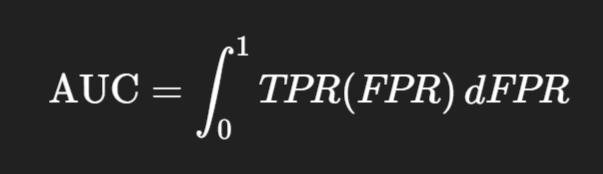 AUC = ∫₀¹ TPR(FPR) dFPR